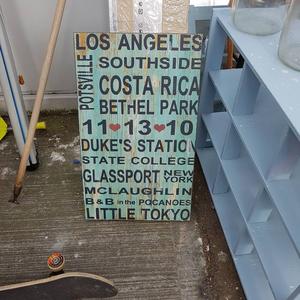 LOS ANGELES
POTSVILLE
SOUTHSIDE
COSTA RICA
BETHEL PARK
11♥13♥10
DUKE'S STATION
STATE COLLEGE
GLASSPORT NEW YORK
MCLAUGHLIN
B&B in the POCANOES
LITTLE TOKYO